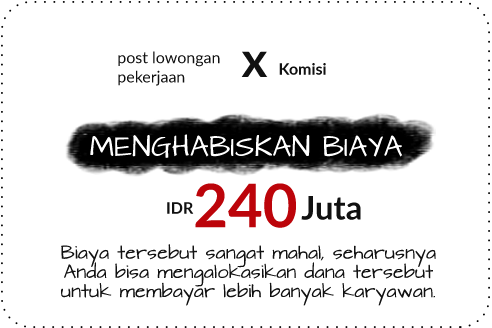 post lowongan
pekerjaan
X
Komisi
MENGHABISKAN BIAYA
IDR 240 Juta
Biaya tersebut sangat mahal, seharusnya
Anda bisa mengalokasikan dana tersebut
untuk membayar lebih banyak karyawan.